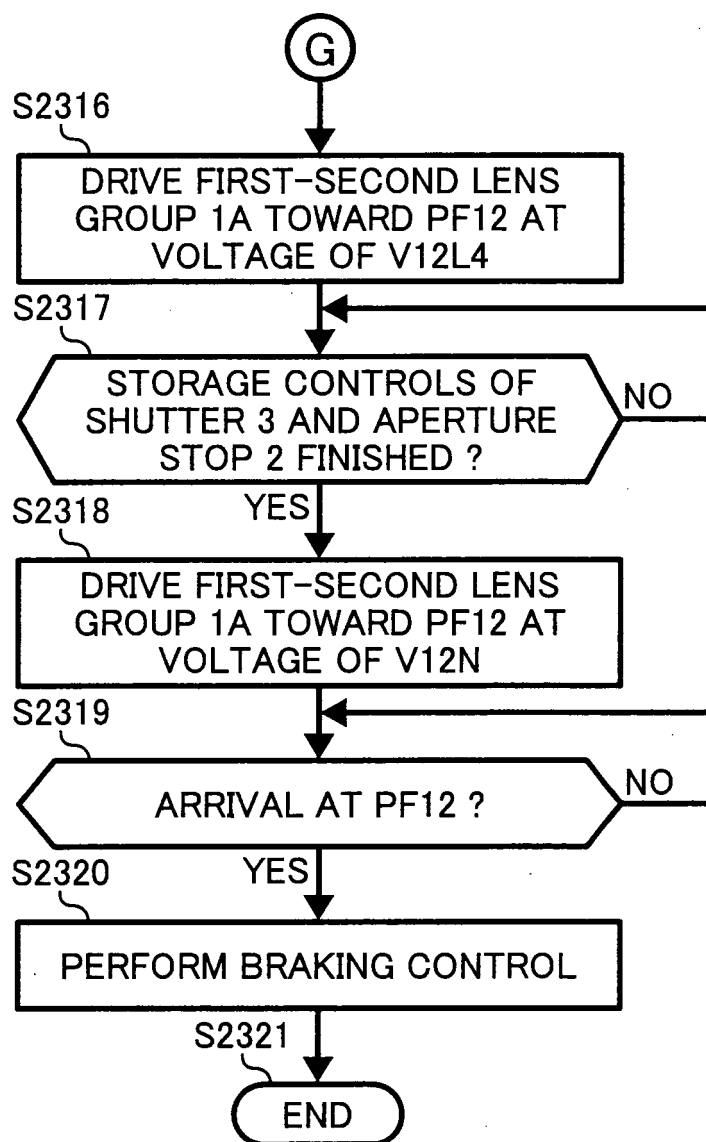 G
S2316
DRIVE FIRST-SECOND LENS
GROUP 1A TOWARD PF12 AT
VOLTAGE OF V12L4
S2317
STORAGE CONTROLS OF
SHUTTER 3 AND APERTURE
STOP 2 FINISHED ?
NO
YES
S2318
DRIVE FIRST-SECOND LENS
GROUP 1A TOWARD PF12 AT
VOLTAGE OF V12N
S2319
ARRIVAL AT PF12 ?
NO
YES
S2320
PERFORM BRAKING CONTROL
S2321
END